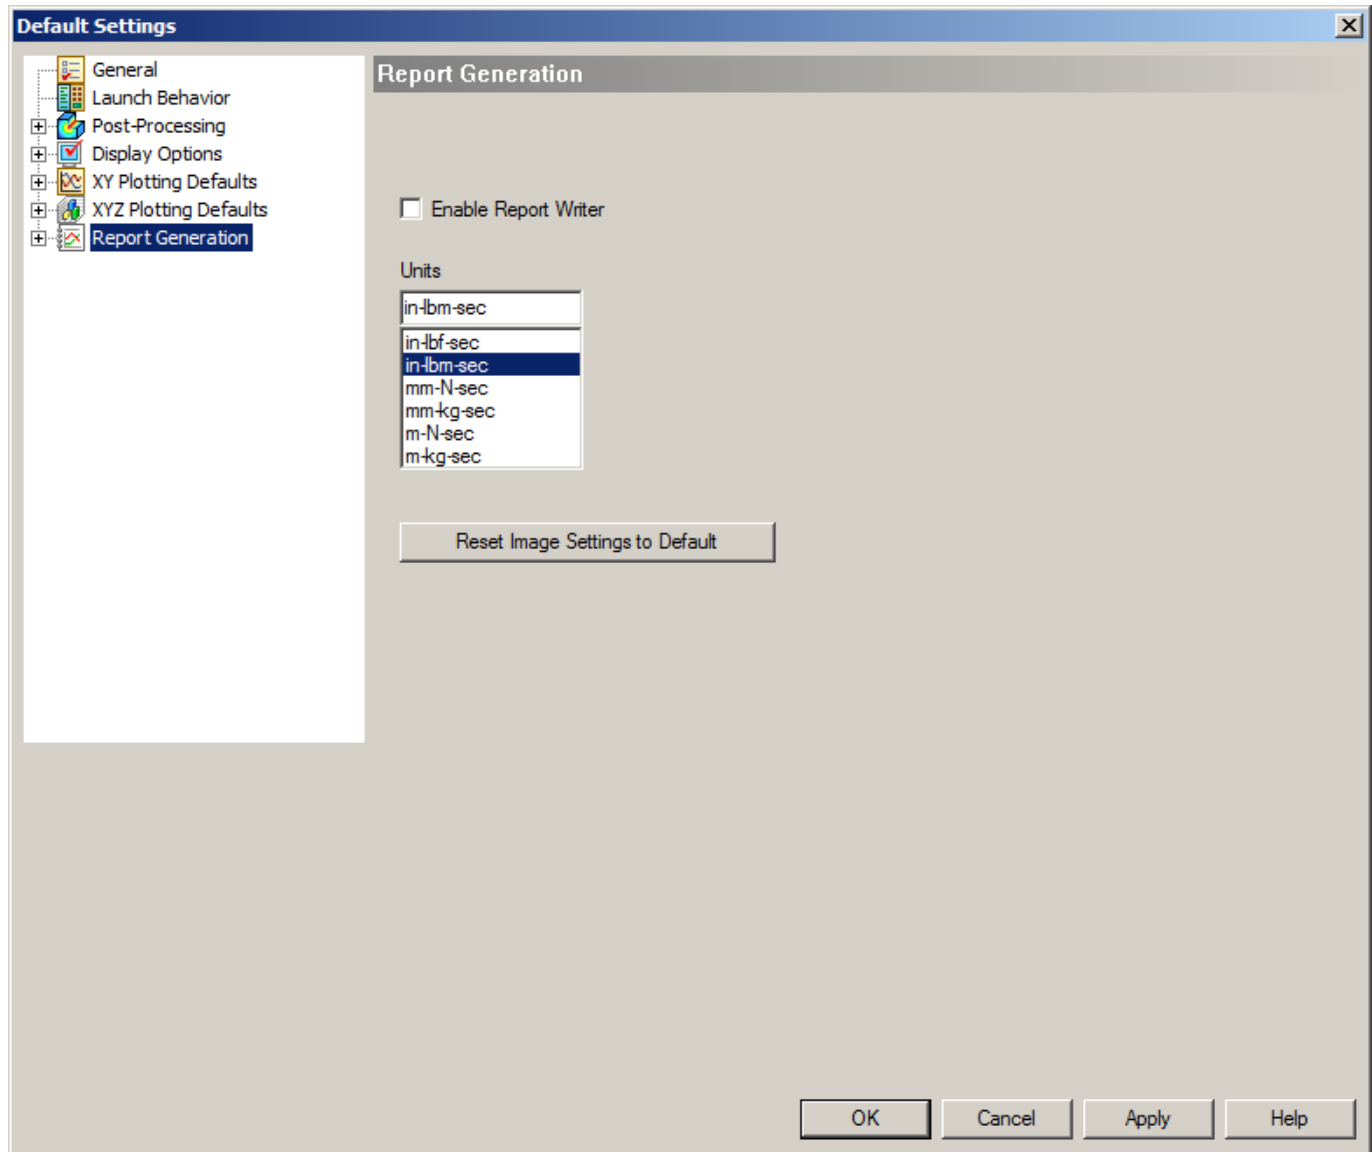 Default Settings
General
Launch Behavior
Post-Processing
Display Options
XY Plotting Defaults
XYZ Plotting Defaults
Report Generation
Report Generation
Enable Report Writer
Units
in-lbm-sec
in-lbf-sec
in-lbm-sec
mm-N-sec
mm-kg-sec
m-N-sec
m-kg-sec
Reset Image Settings to Default
OK
Cancel
Apply
Help